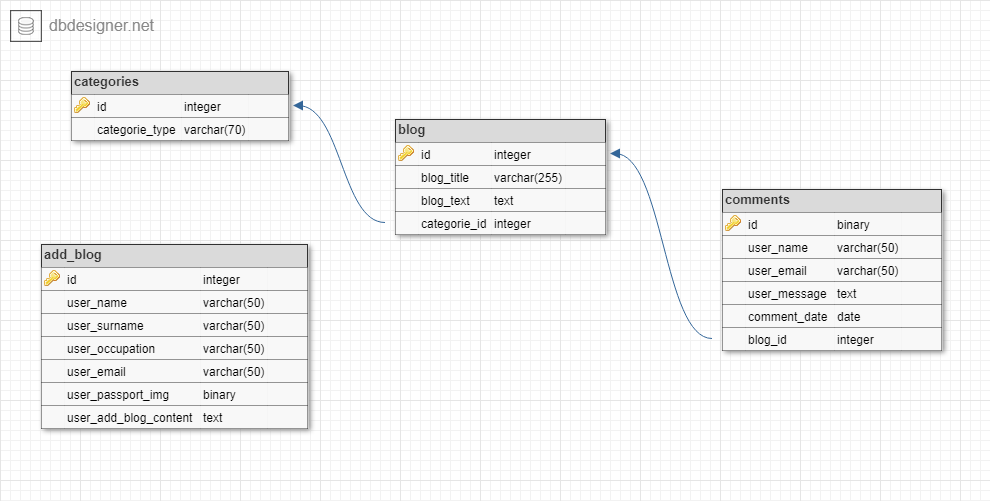 dbdesigner.net
categories
id integer
categorie_type varchar(70)
blog
id integer
blog_title varchar(255)
blog_text text
categorie_id integer
comments
id binary
user_name varchar(50)
user_email varchar(50)
user_message text
comment_date date
blog_id integer
add_blog
id integer
user_name varchar(50)
user_surname varchar(50)
user_occupation varchar(50)
user_email varchar(50)
user_passport_img binary
user_add_blog_content text